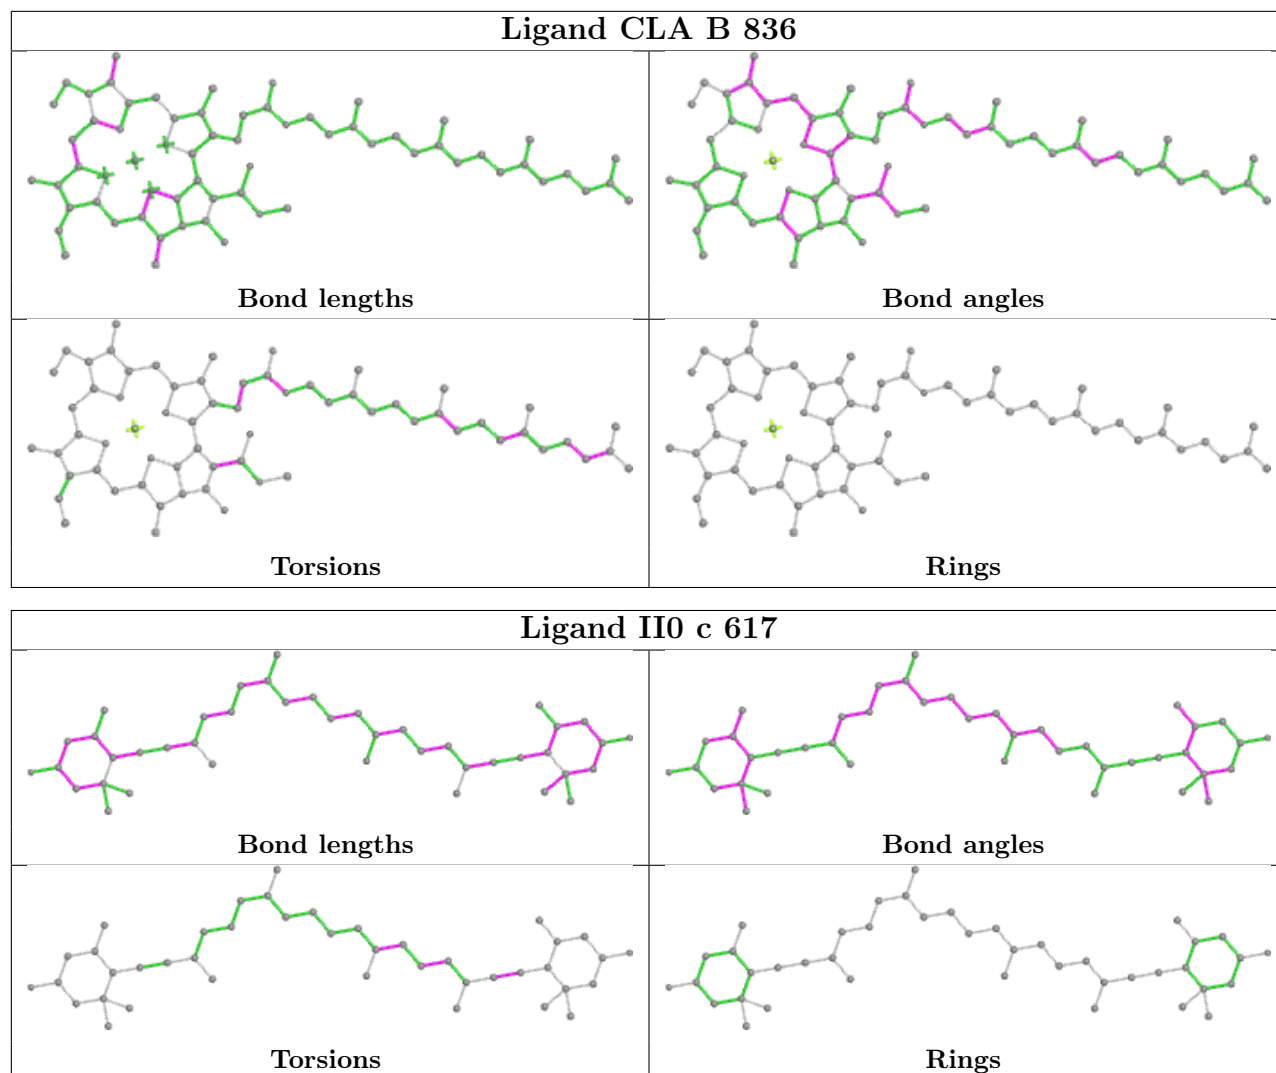 Ligand CLA B 836
Bond lengths
Bond angles
Torsions
Rings
Ligand II0 c 617
Bond lengths
Bond angles
Torsions
Rings